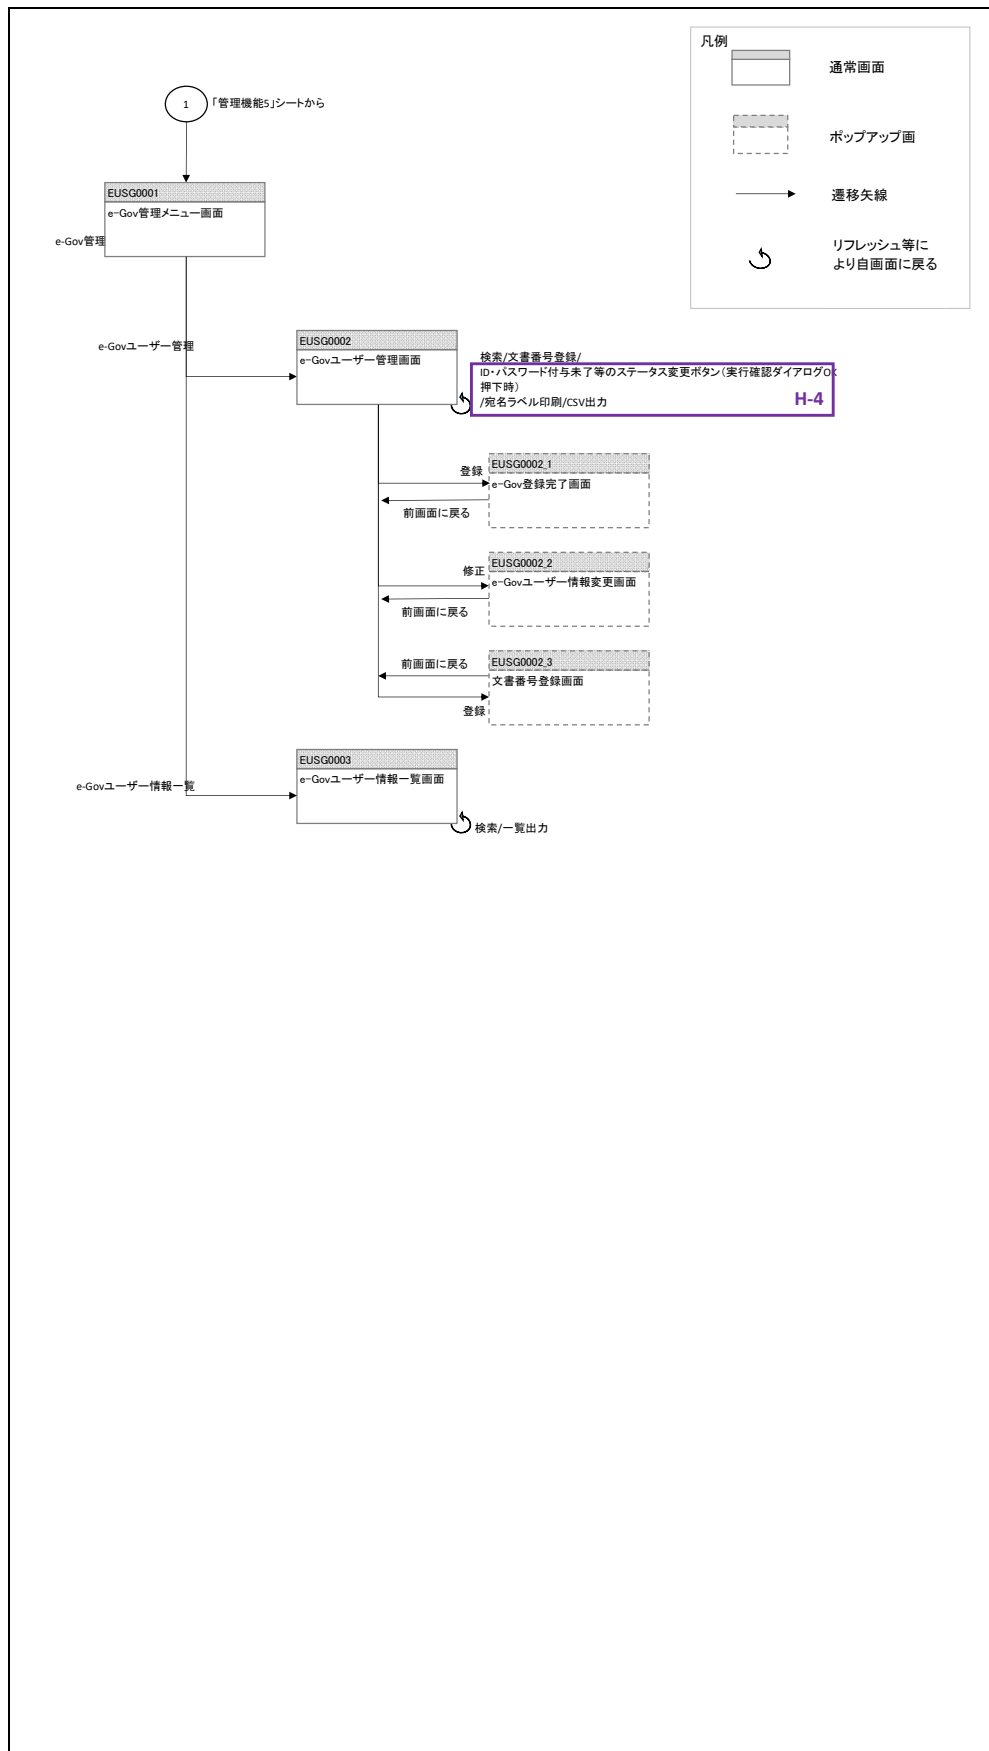 凡例
通常画面
ポップアップ画
遷移矢線
リフレッシュ等に
より自画面に戻る
1
「管理機能5」シートから
EUSG0001
e-Gov管理メニュー画面
e-Gov管理
e-Govユーザー管理
EUSG0002
e-Govユーザー管理画面
検索/文書番号登録/
ID・パスワード付与未了等のステータス変更ボタン(実行確認ダイアログOK
押下時)
/宛名ラベル印刷/CSV出力
H-4
EUSG0002_1
登録
e-Gov登録完了画面
前画面に戻る
EUSG0002_2
修正
e-Govユーザー情報変更画面
前画面に戻る
EUSG0002_3
前画面に戻る
文書番号登録画面
登録
EUSG0003
e-Govユーザー情報一覧画面
e-Govユーザー情報一覧
検索/一覧出力